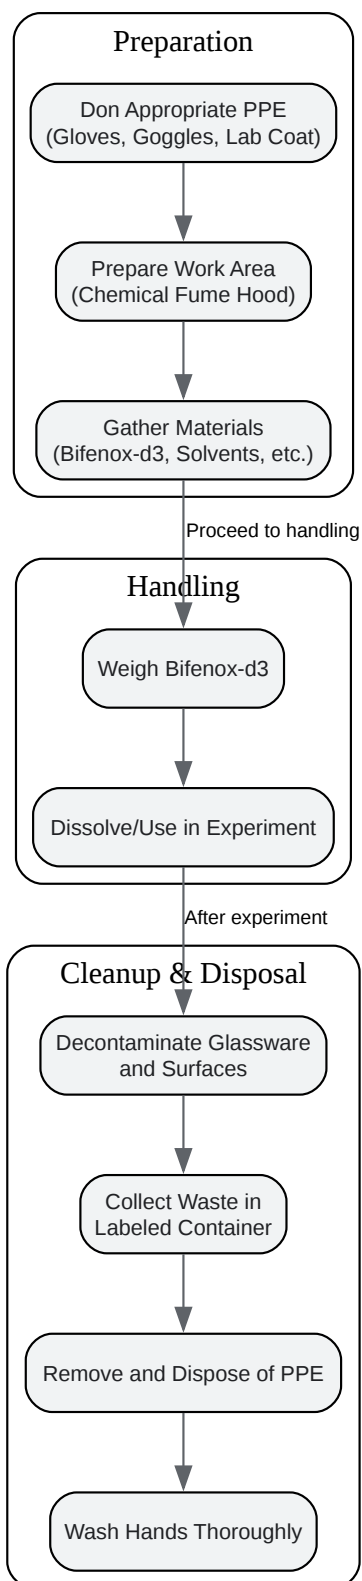 Preparation
Don Appropriate PPE
(Gloves, Goggles, Lab Coat)
Prepare Work Area
(Chemical Fume Hood)
Gather Materials
(Bifenox-d3, Solvents, etc.)
Proceed to handling
Handling
Weigh Bifenox-d3
Dissolve/Use in Experiment
After experiment
Cleanup & Disposal
Decontaminate Glassware
and Surfaces
Collect Waste in
Labeled Container
Remove and Dispose of PPE
Wash Hands Thoroughly